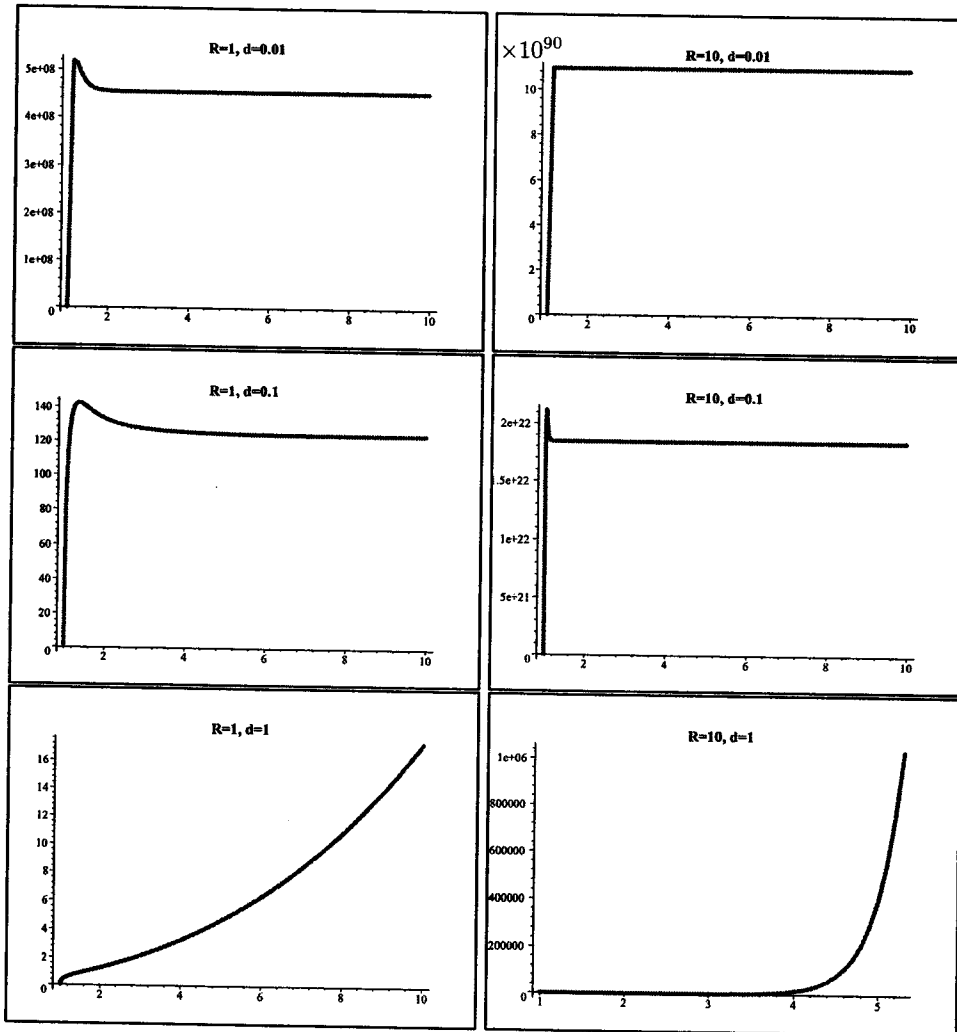 R=1, d=0.01
5e+08
4e+08
3e+08
2e+08
1e+08
0
2 4 6 8 10
×10^90
R=10, d=0.01
10
8
6
4
2
0
2 4 6 8 10
R=1, d=0.1
140
120
100
80
60
40
20
0
2 4 6 8 10
R=10, d=0.1
2e+22
.5e+22
1e+22
5e+21
0
2 4 6 8 10
R=1, d=1
16
14
12
10
8
6
4
2
0
2 4 6 8 10
R=10, d=1
1e+06
800000
600000
400000
200000
0
1 2 3 4 5